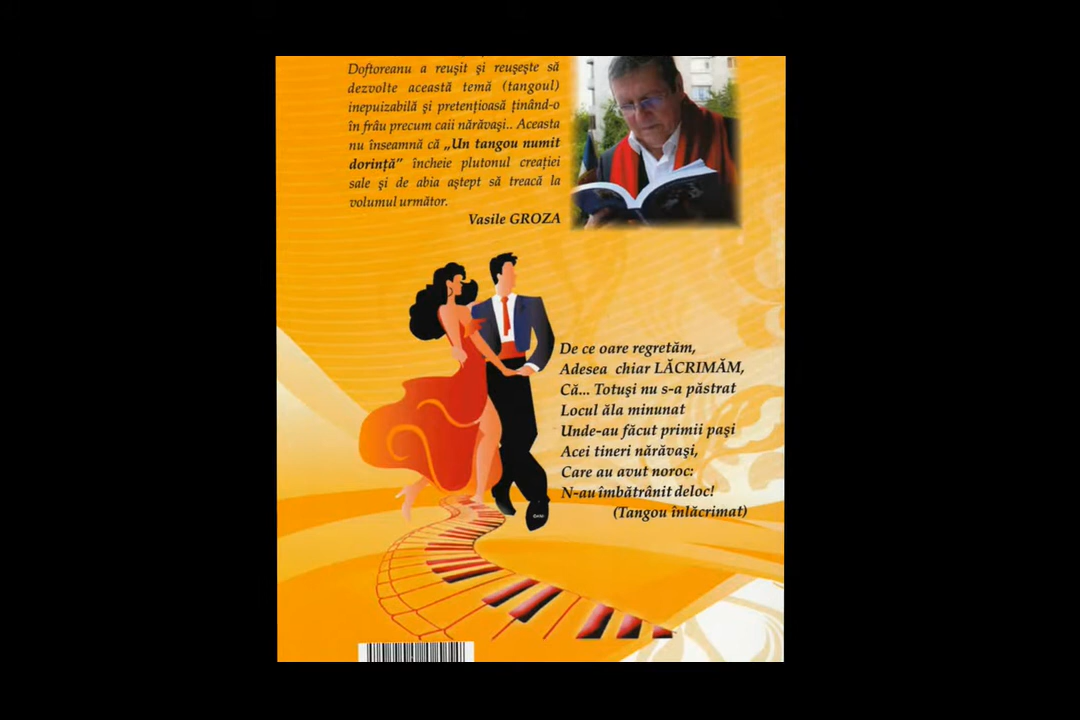 Doftoreanu a reuşit şi reuşeşte să
dezvolte această temă (tangoul)
inepuizabilă şi pretenţioasă ţinând-o
în frâu precum caii nărăvaşi.. Aceasta
nu înseamnă că „Un tangou numit
dorinţă” încheie plutonul creaţiei
sale şi de abia aştept să treacă la
volumul următor.
Vasile GROZA
De ce oare regretăm,
Adesea chiar LĂCRIMĂM,
Că... Totuşi nu s-a păstrat
Locul ăla minunat
Unde-au făcut primii paşi
Acei tineri nărăvaşi,
Care au avut noroc:
N-au îmbătrânit deloc!
(Tangou înlăcrimat)